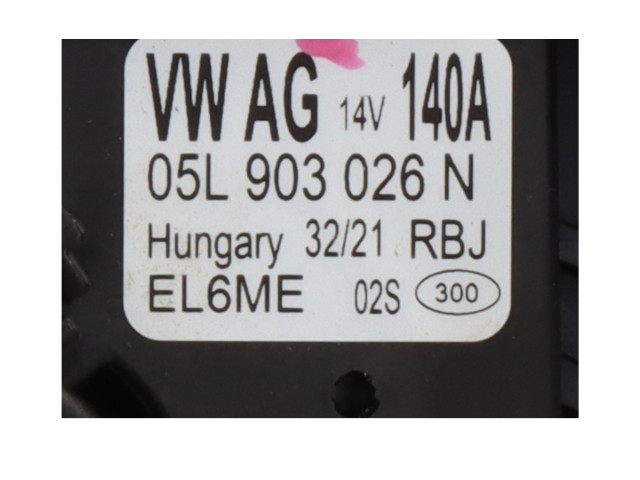 VW AG 14V 140A
05L 903 026 N
Hungary 32/21 RBJ
EL6ME 02S 300